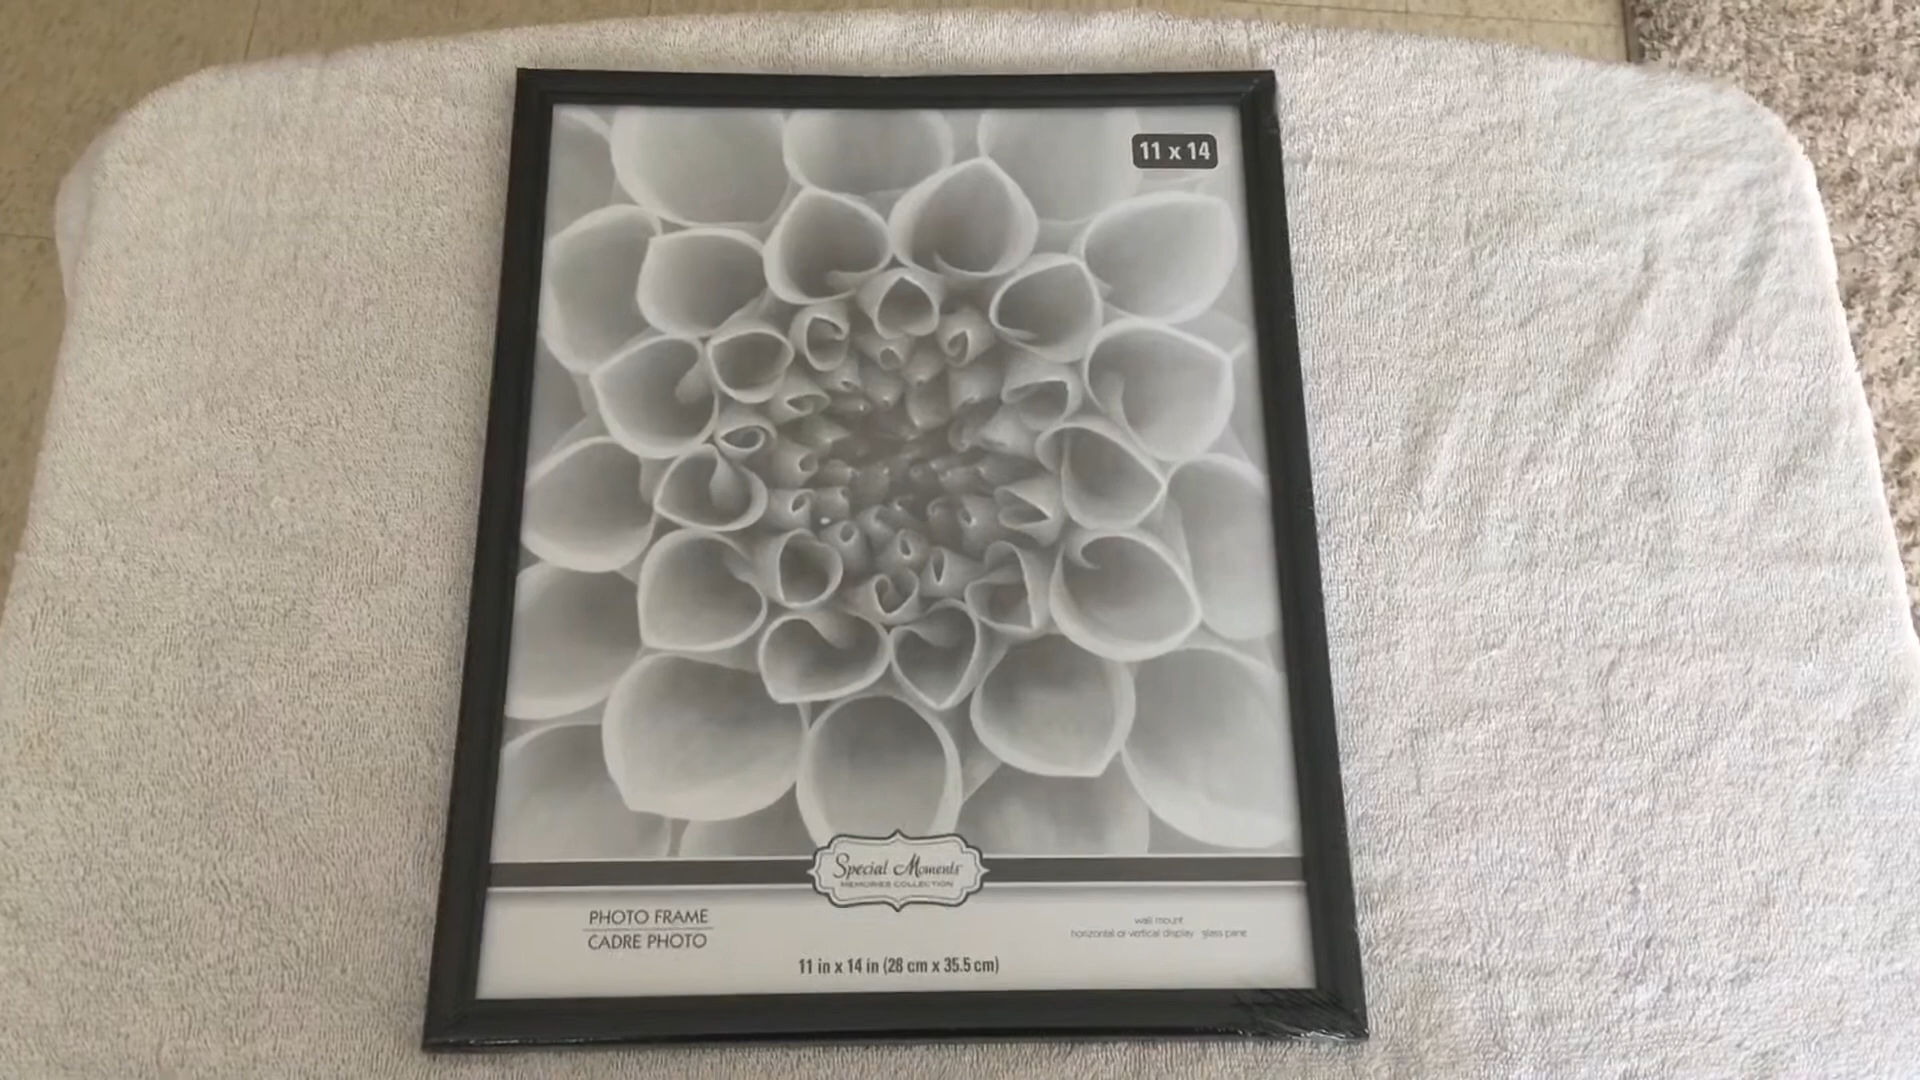 11 x 14
Special Moments
MEMORIES COLLECTION
PHOTO FRAME
CADRE PHOTO
wall mount
horizontal or vertical display glass pane
11 in x 14 in (28 cm x 35.5 cm)